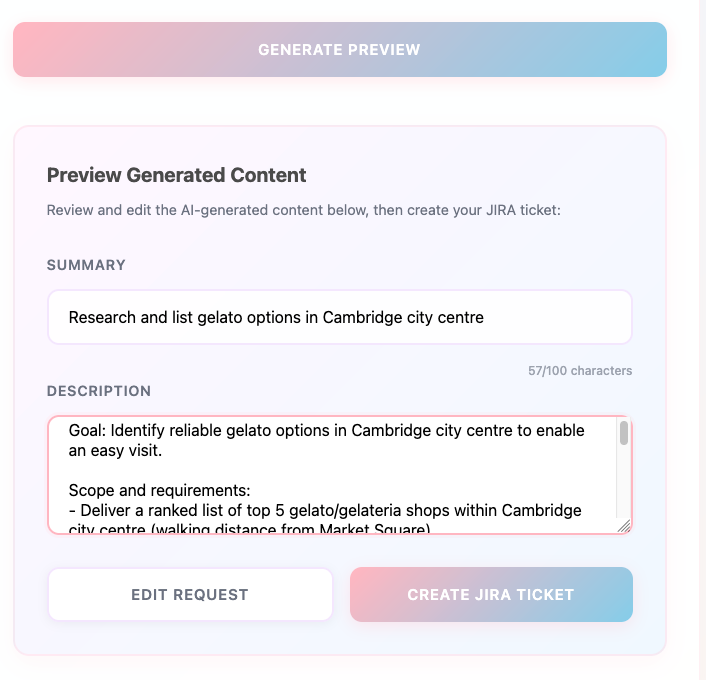 GENERATE PREVIEW
Preview Generated Content
Review and edit the AI-generated content below, then create your JIRA ticket:
SUMMARY
Research and list gelato options in Cambridge city centre
57/100 characters
DESCRIPTION
Goal: Identify reliable gelato options in Cambridge city centre to enable
an easy visit.
Scope and requirements:
- Deliver a ranked list of top 5 gelato/gelateria shops within Cambridge
city centre (walking distance from Market Square)
EDIT REQUEST
CREATE JIRA TICKET